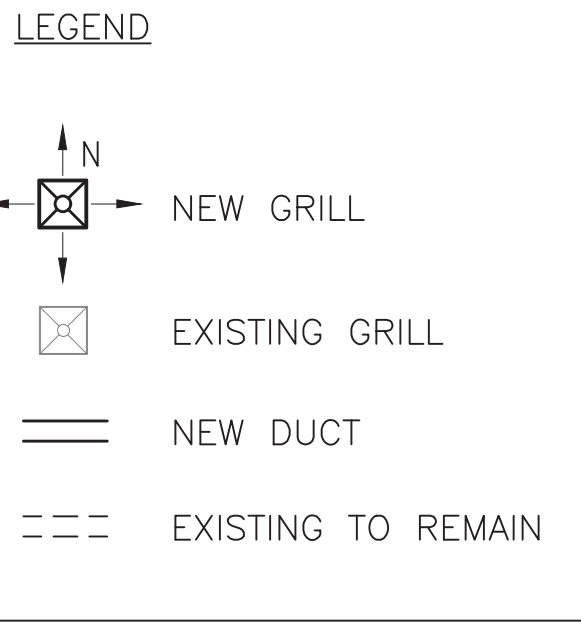 LEGEND
N
NEW GRILL
EXISTING GRILL
NEW DUCT
EXISTING TO REMAIN